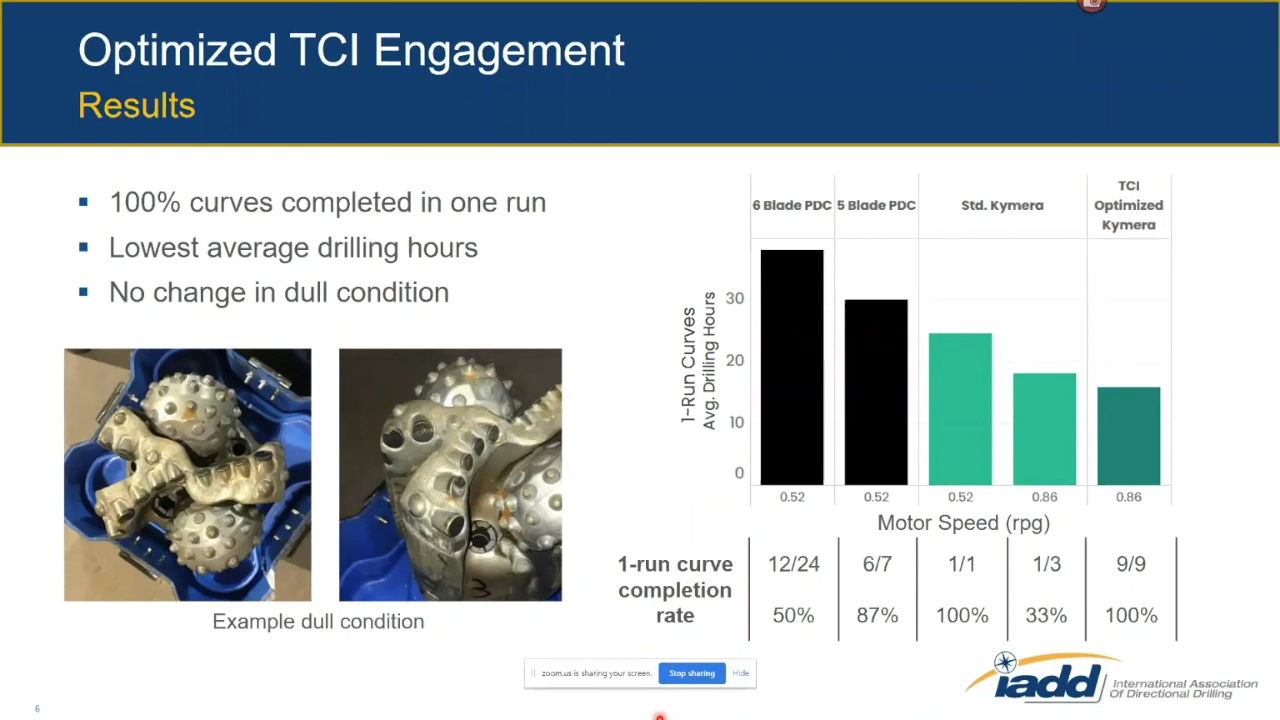 Optimized TCI Engagement
Results
▪ 100% curves completed in one run
▪ Lowest average drilling hours
▪ No change in dull condition
Example dull condition
3
6 Blade PDC 5 Blade PDC Std. Kymera TCI
Optimized
Kymera
1-Run Curves
Avg. Drilling Hours
30
20
10
0
0.52 0.52 0.52 0.86 0.86
Motor Speed (rpg)
1-run curve
completion
rate
12/24 6/7 1/1 1/3 9/9
50% 87% 100% 33% 100%
zoom.us is sharing your screen. Stop sharing Hide
iadd International Association
Of Directional Drilling
6